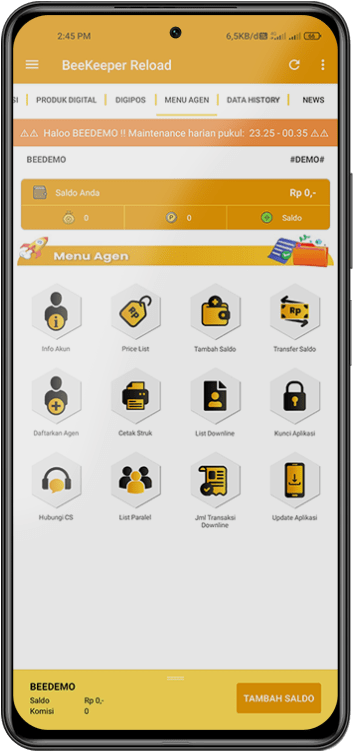 2:45 PM
6,5KB/d
66
BeeKeeper Reload
SI
PRODUK DIGITAL
DIGIPOS
MENU AGEN
DATA HISTORY
NEWS
⚠⚠ Haloo BEEDEMO !! Maintenance harian pukul: 23.25 - 00.35 ⚠⚠
BEEDEMO
#DEMO#
Saldo Anda
Rp 0,-
0
0
Saldo
Menu Agen
Rp
Rp
Info Akun
Price List
Tambah Saldo
Transfer Saldo
Daftarkan Agen
Cetak Struk
List Downline
Kunci Aplikasi
Hubungi CS
List Paralel
Jml Transaksi
Downline
Update Aplikasi
BEEDEMO
Saldo
Rp 0,-
Komisi
0
TAMBAH SALDO